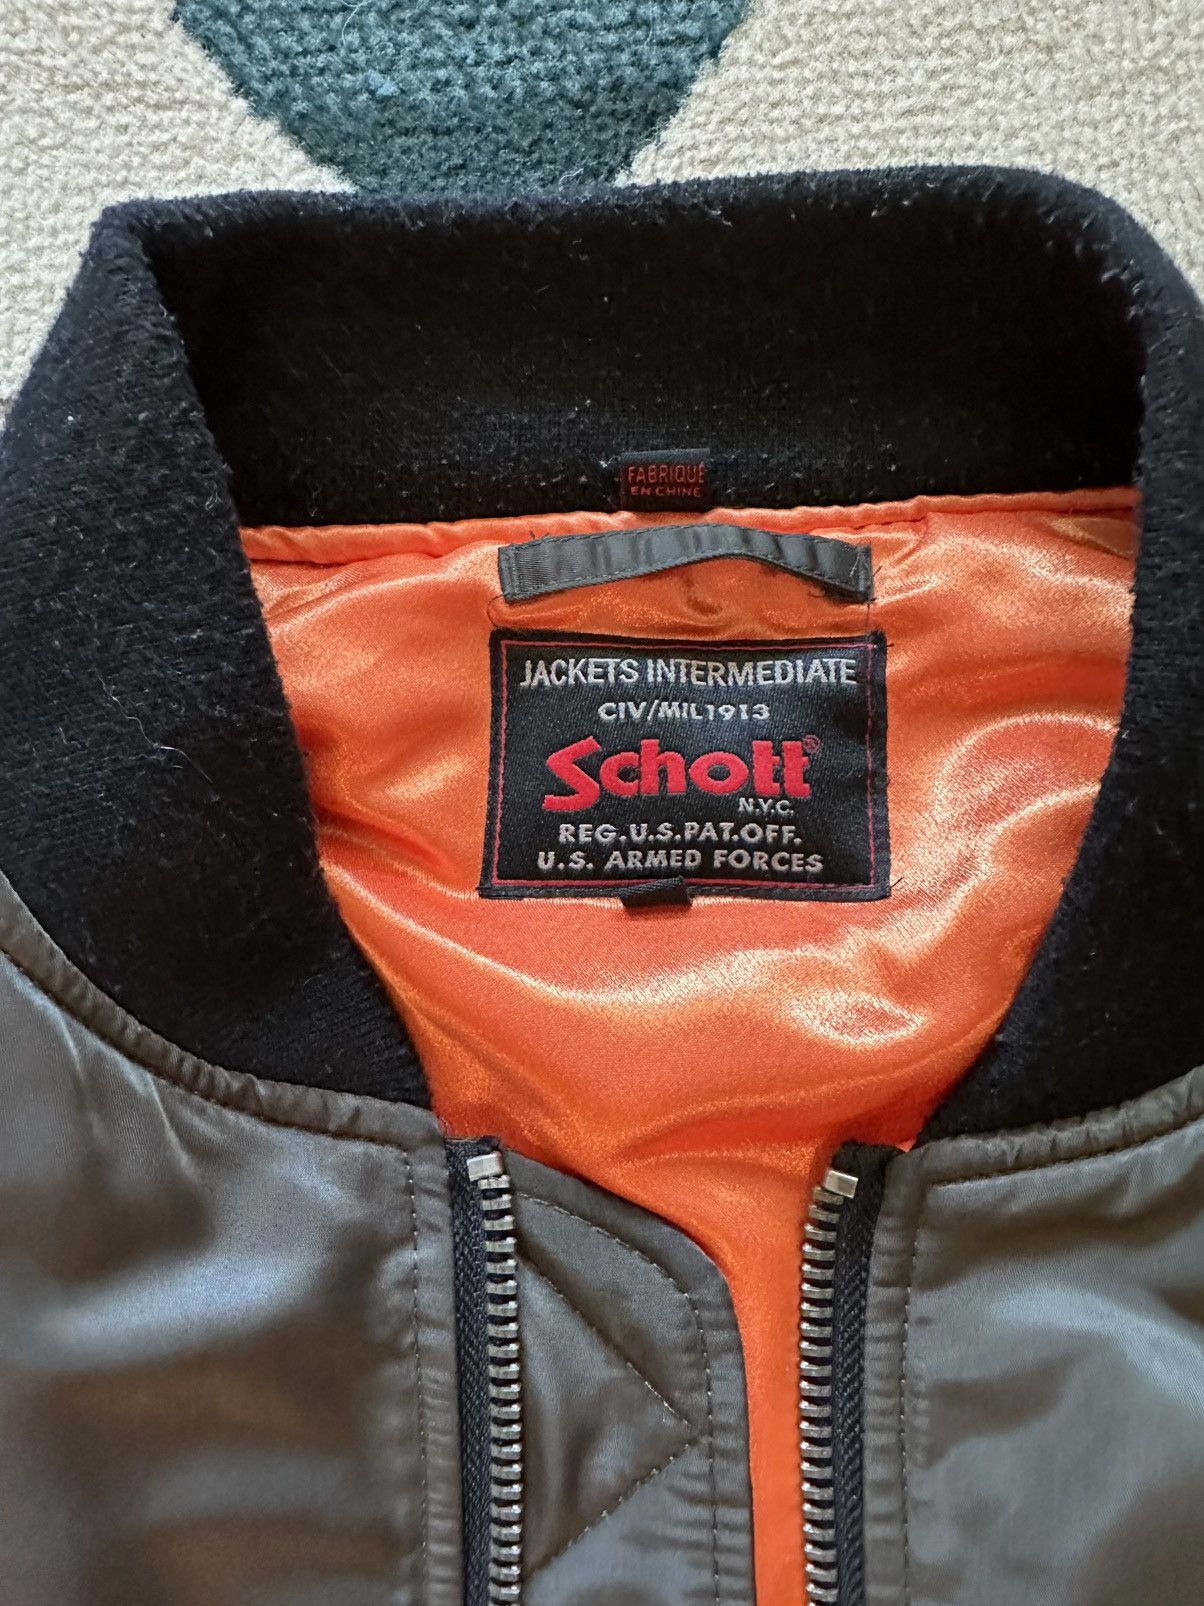 FABRIQUÉ
EN CHINE
JACKETS INTERMEDIATE
CIV/MIL1913
Schott®
N.Y.C.
REG.U.S.PAT.OFF.
U.S. ARMED FORCES